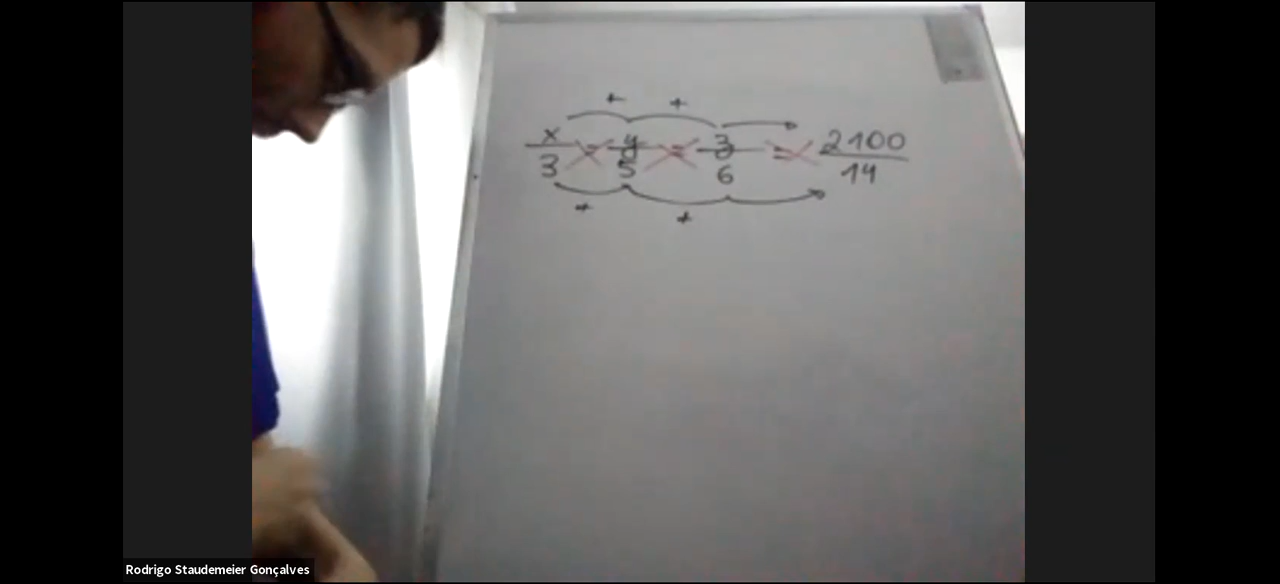 + +
x/3 = y/5 = z/6 = 2100/14
+ +
Rodrigo Staudemeier Gonçalves